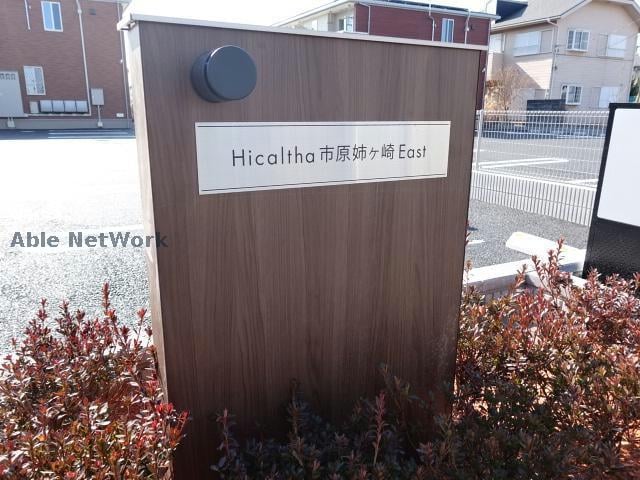 Hicaltha市原姉ヶ崎East
Able NetWork